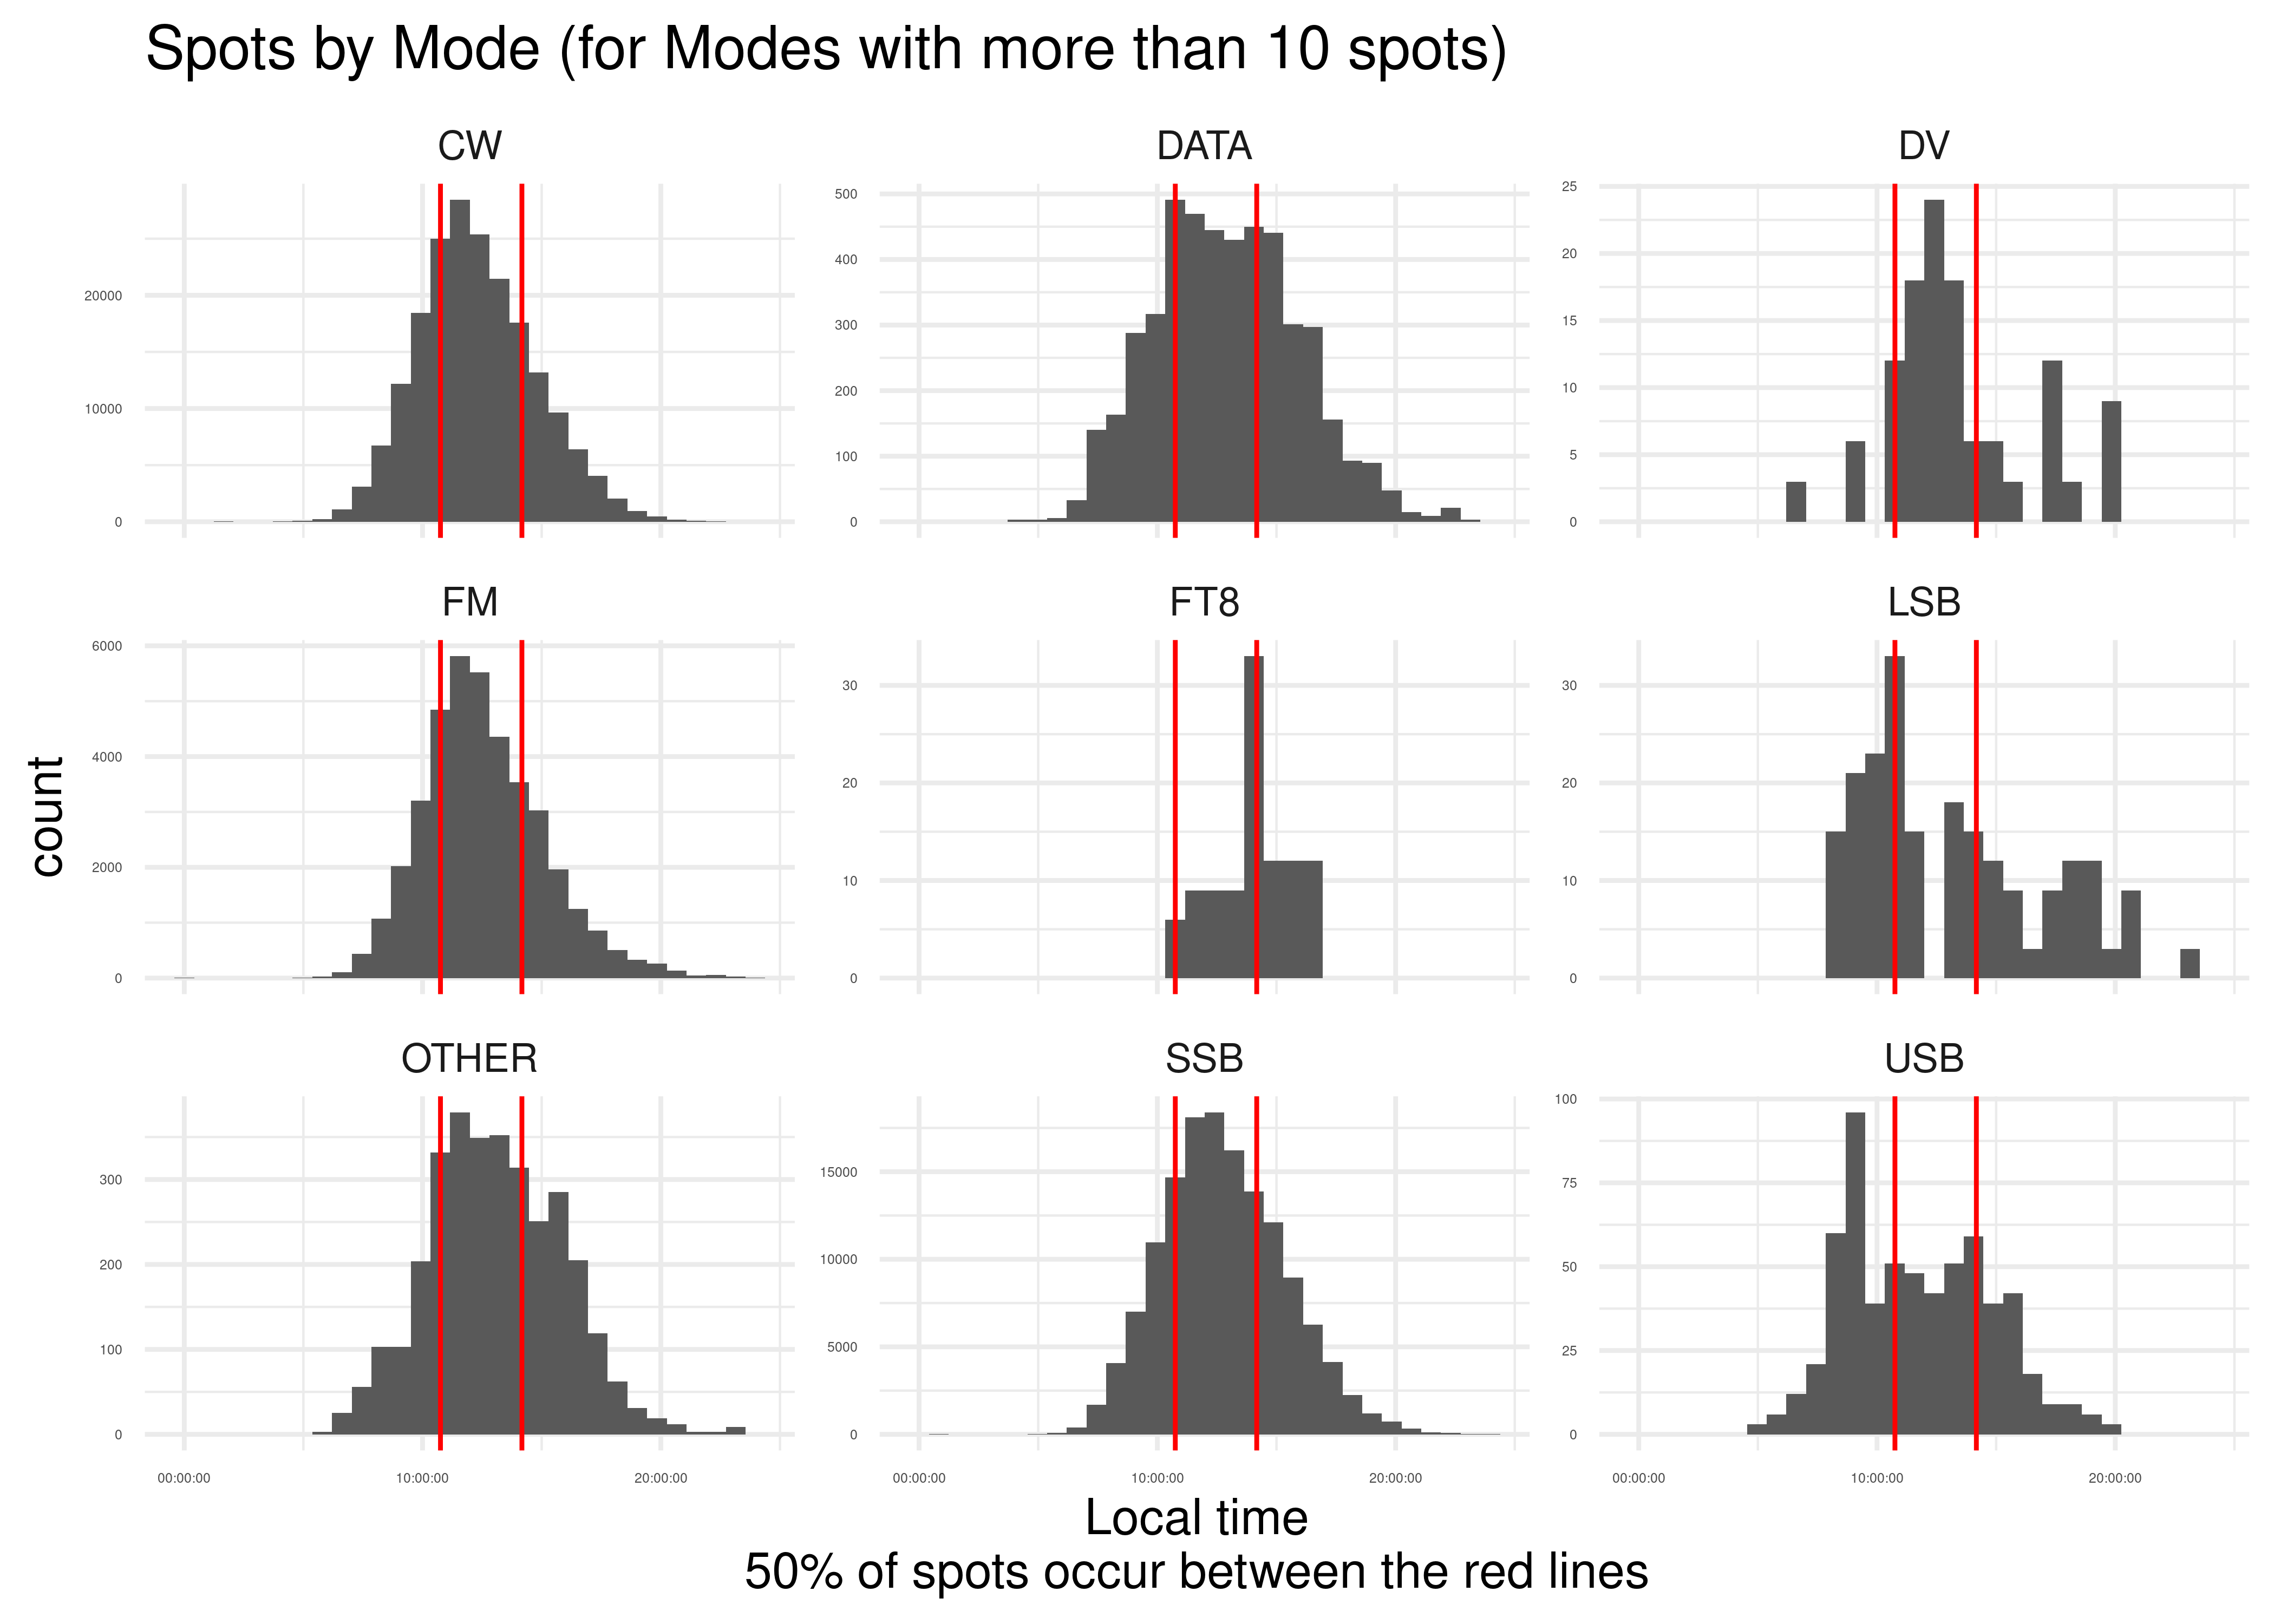 Spots by Mode (for Modes with more than 10 spots)
CW
DATA
DV
20000
10000
0
500
400
300
200
100
0
25
20
15
10
5
0
FM
FT8
LSB
6000
4000
2000
0
30
20
10
0
30
20
10
0
count
OTHER
SSB
USB
300
200
100
0
15000
10000
5000
0
100
75
50
25
0
00:00:00 10:00:00 20:00:00
00:00:00 10:00:00 20:00:00
00:00:00 10:00:00 20:00:00
Local time
50% of spots occur between the red lines